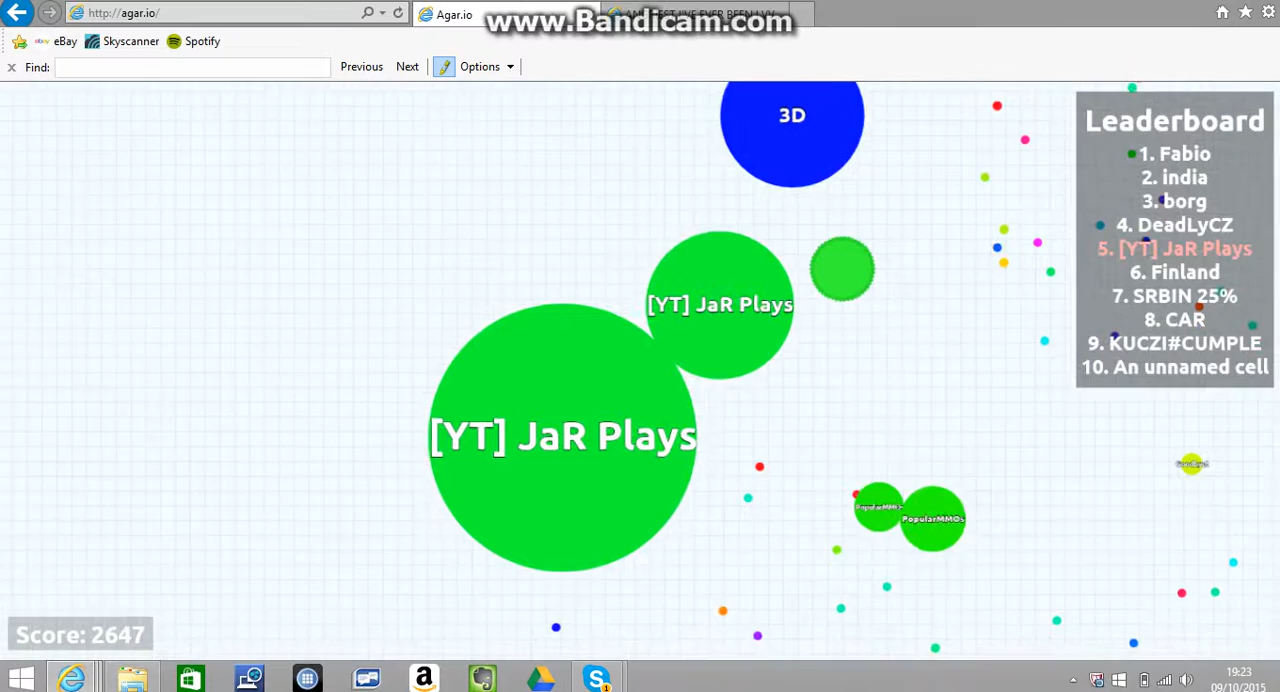 http://agar.io/
Agar.io
www.Bandicam.com
eBay
Skyscanner
Spotify
x Find:
Previous
Next
Options
3D
[YT] JaR Plays
[YT] JaR Plays
PopularMMOs
PopularMMOs
Leaderboard
1. Fabio
2. india
3. borg
4. DeadLyCZ
5. [YT] JaR Plays
6. Finland
7. SRBIN 25%
8. CAR
9. KUCZI#CUMPLE
10. An unnamed cell
Score: 2647
19:23
09/10/2015